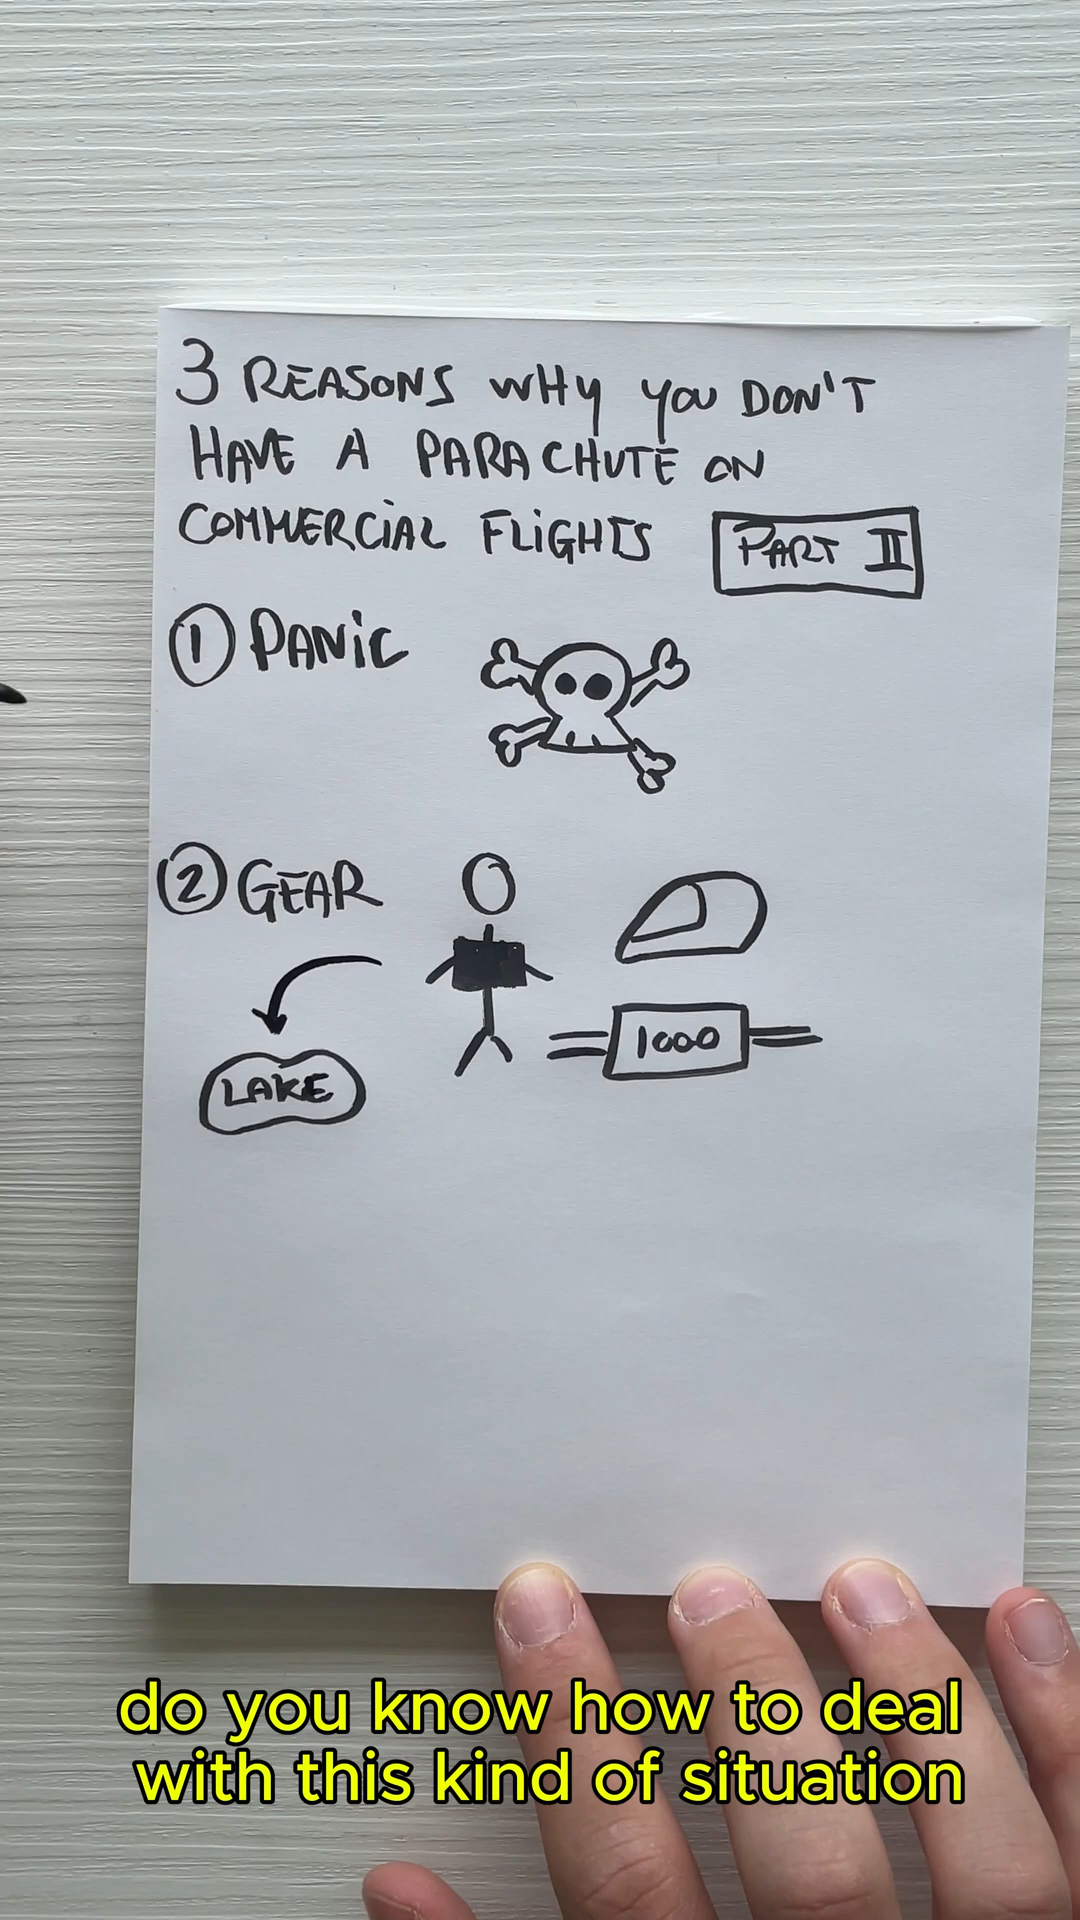 3 REASONS WHY YOU DON'T
HAVE A PARACHUTE ON
COMMERCIAL FLIGHTS PART II
1 PANIC
2 GEAR
1000
LAKE
do you know how to deal
with this kind of situation